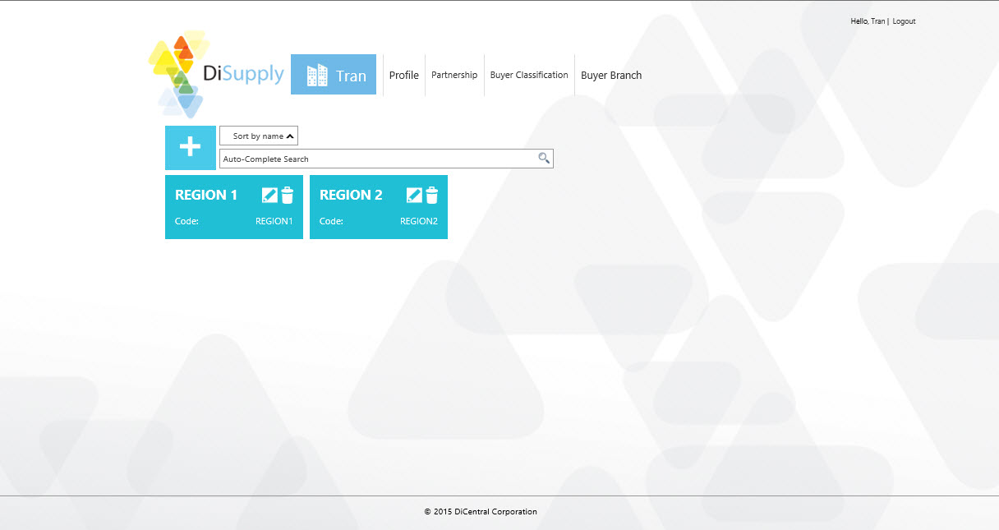 Hello, Tran | Logout
DiSupply
Tran
Profile
Partnership
Buyer Classification
Buyer Branch
Sort by name
Auto-Complete Search
REGION 1
Code: REGION1
REGION 2
Code: REGION2
© 2015 DiCentral Corporation